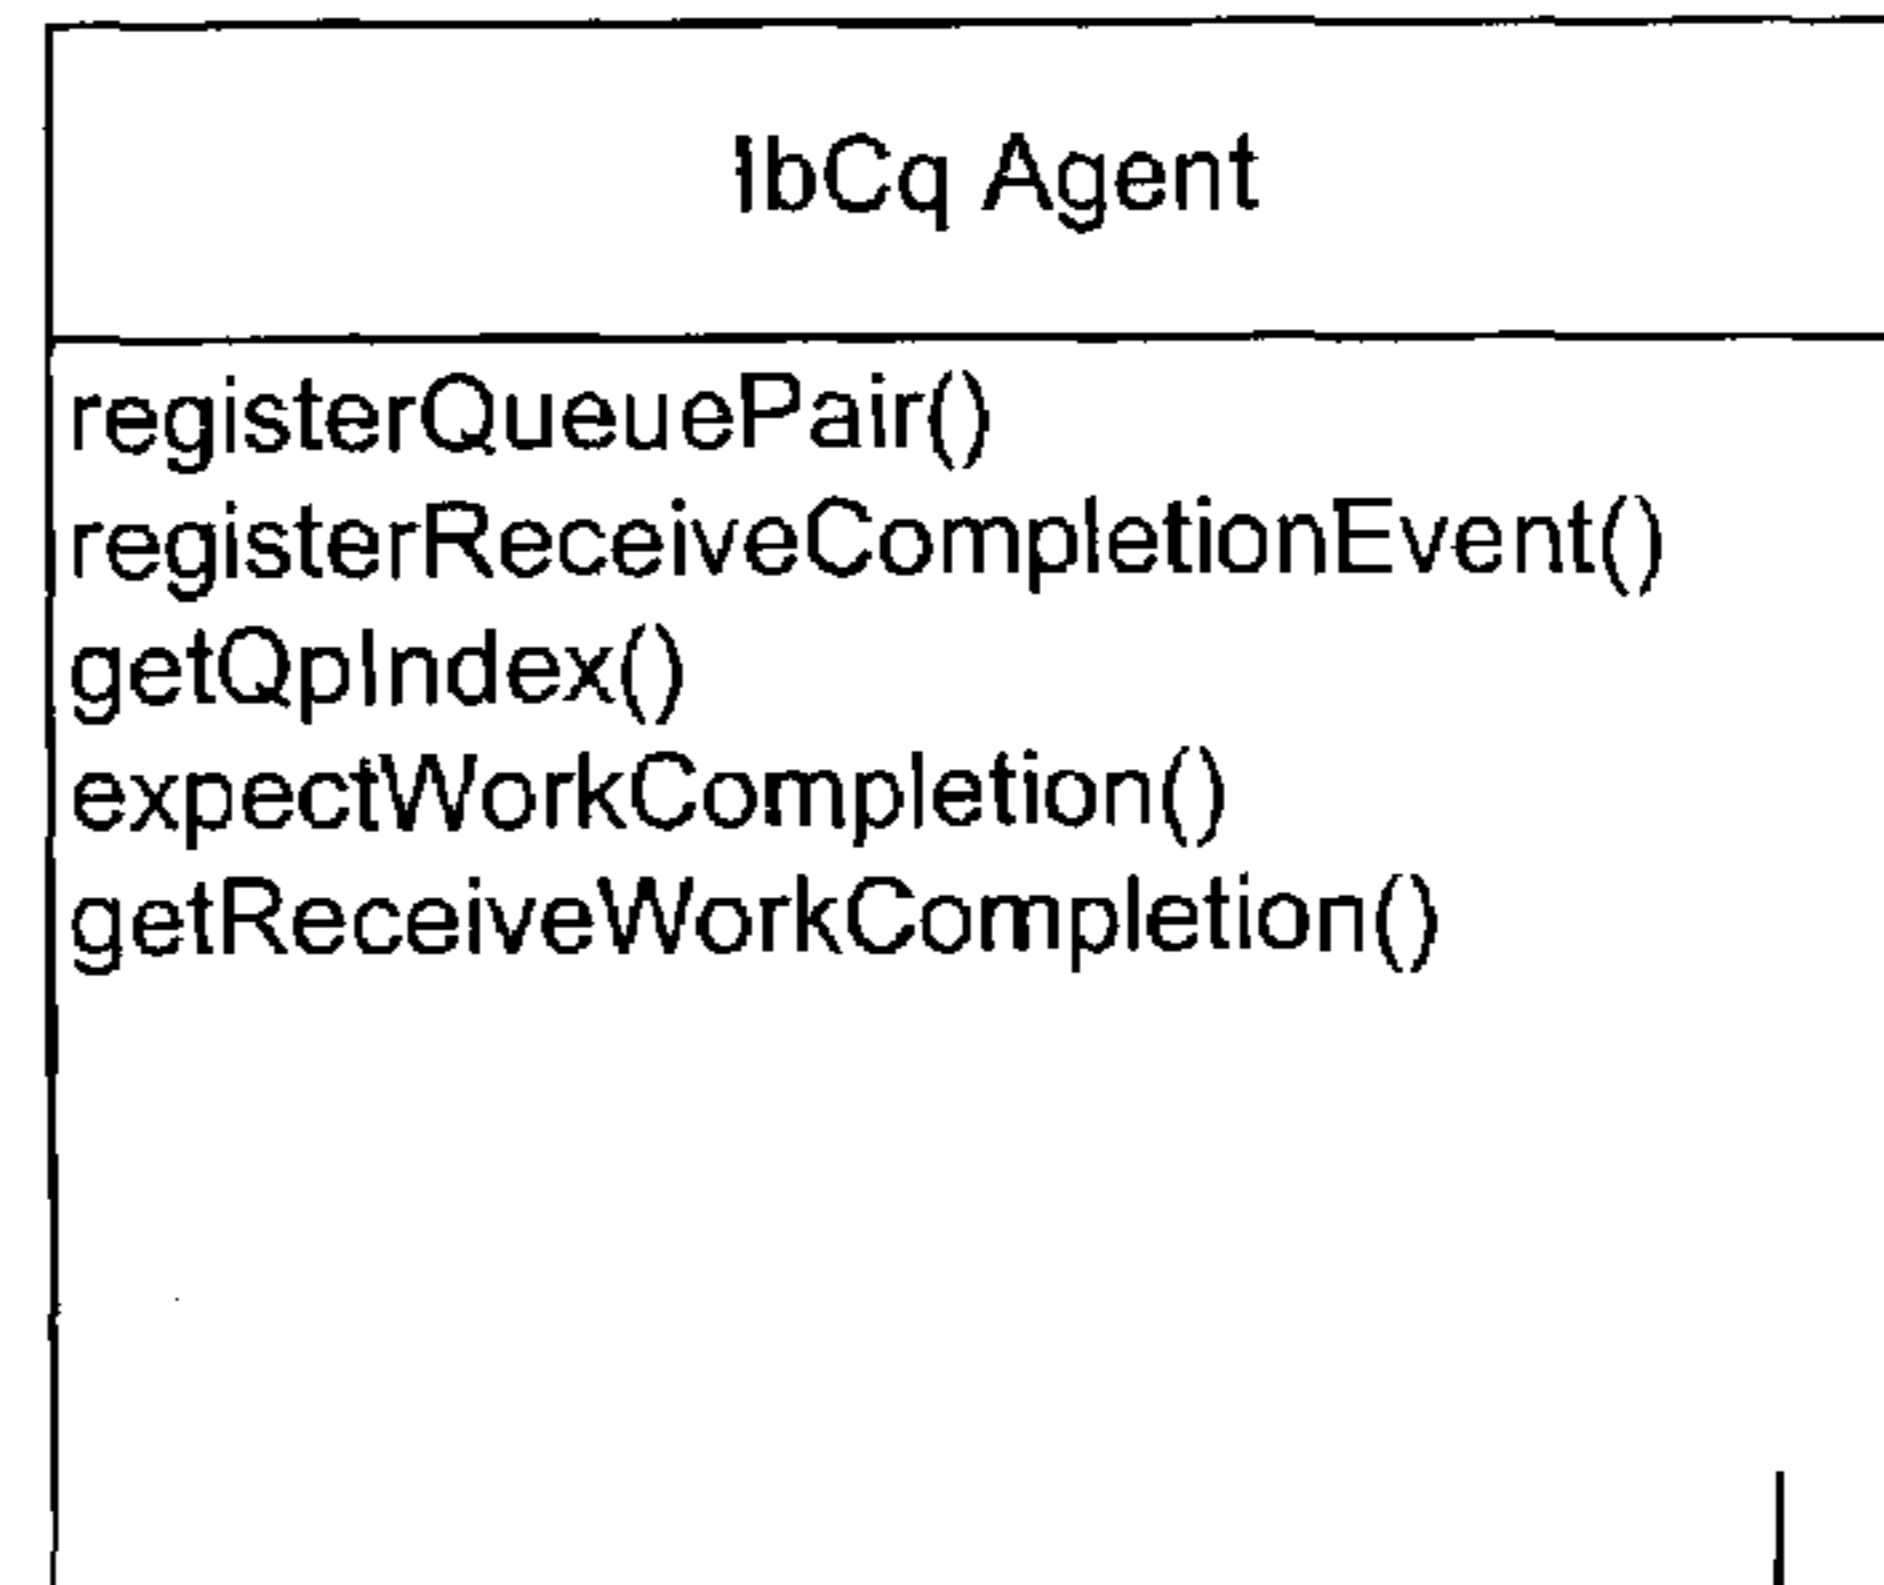 IbCq Agent
registerQueuePair()
registerReceiveCompletionEvent()
getQpIndex()
expectWorkCompletion()
getReceiveWorkCompletion()